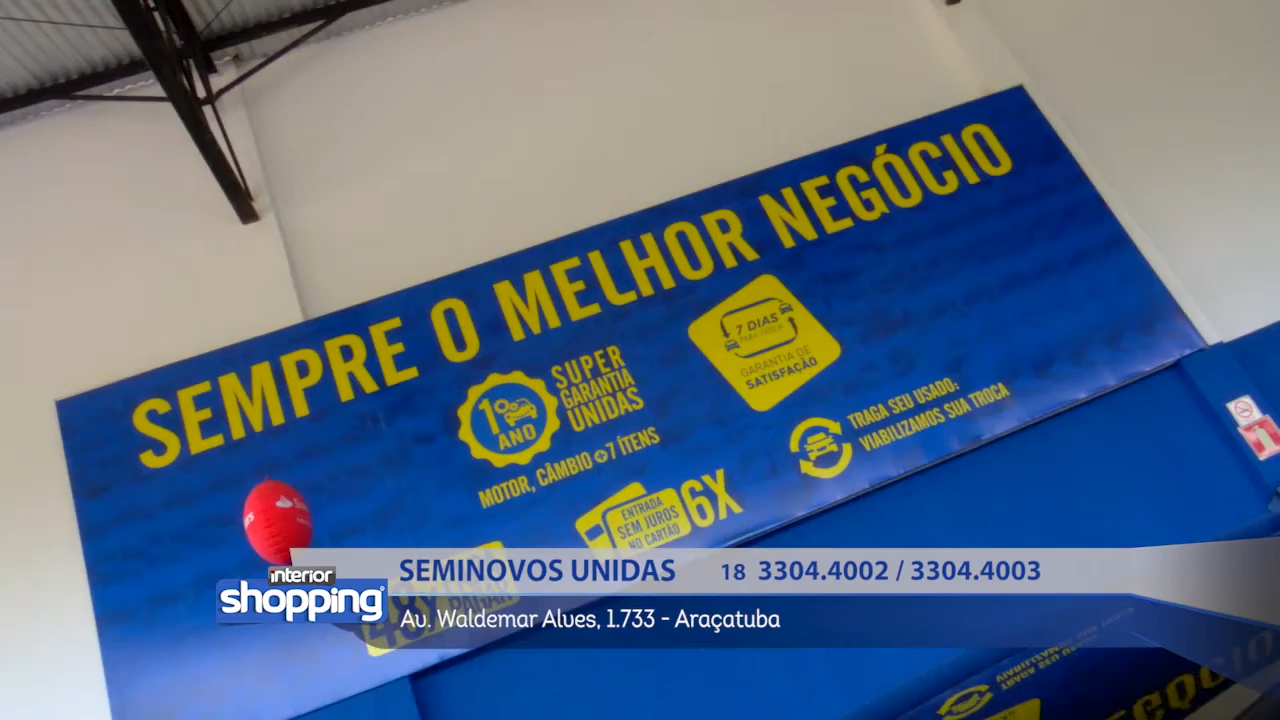 SEMPRE O MELHOR NEGÓCIO
1º
ANO
SUPER
GARANTIA
UNIDAS
MOTOR, CÂMBIO + 7 ÍTENS
7 DIAS
GARANTIA DE
SATISFAÇÃO
TRAGA SEU USADO:
VIABILIZAMOS SUA TROCA
ENTRADA
SEM JUROS
NO CARTÃO
6X
48X
interior
shopping
SEMINOVOS UNIDAS
18 3304.4002 / 3304.4003
Av. Waldemar Alves, 1.733 - Araçatuba